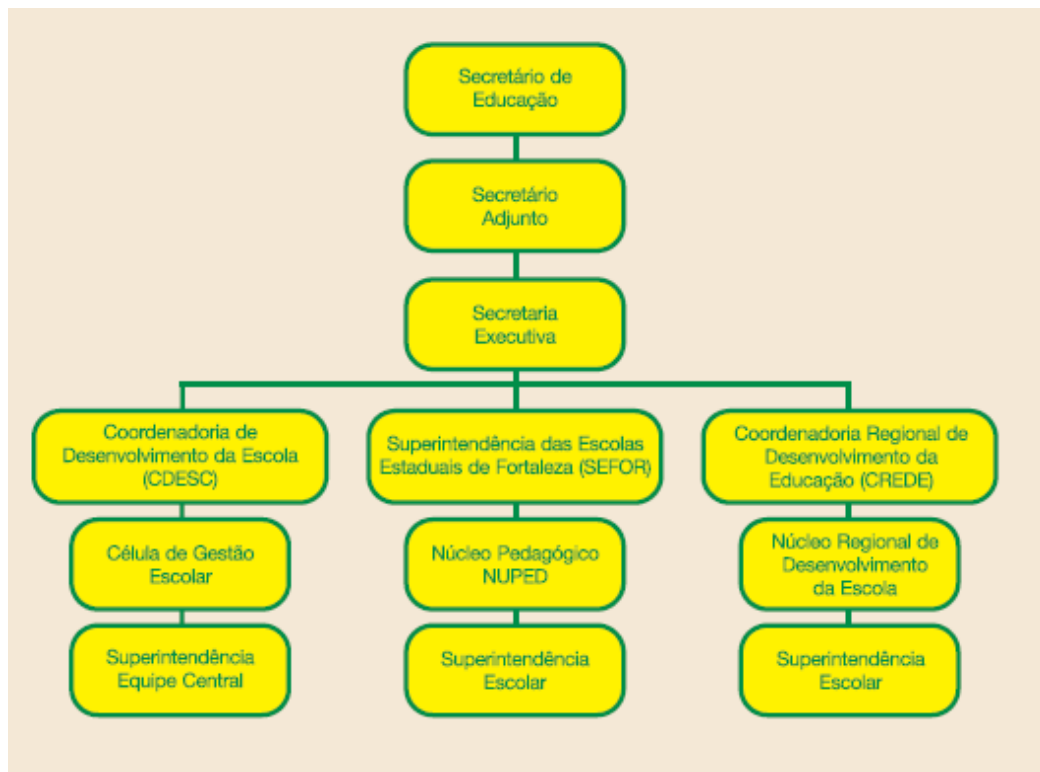 Secretário de
Educação
Secretário
Adjunto
Secretaria
Executiva
Coordenadoria de
Desenvolvimento da Escola
(CDESC)
Superintendência das Escolas
Estaduais de Fortaleza (SEFOR)
Coordenadoria Regional de
Desenvolvimento da
Educação (CREDE)
Célula de Gestão
Escolar
Núcleo Pedagógico
NUPED
Núcleo Regional de
Desenvolvimento
da Escola
Superintendência
Equipe Central
Superintendência
Escolar
Superintendência
Escolar